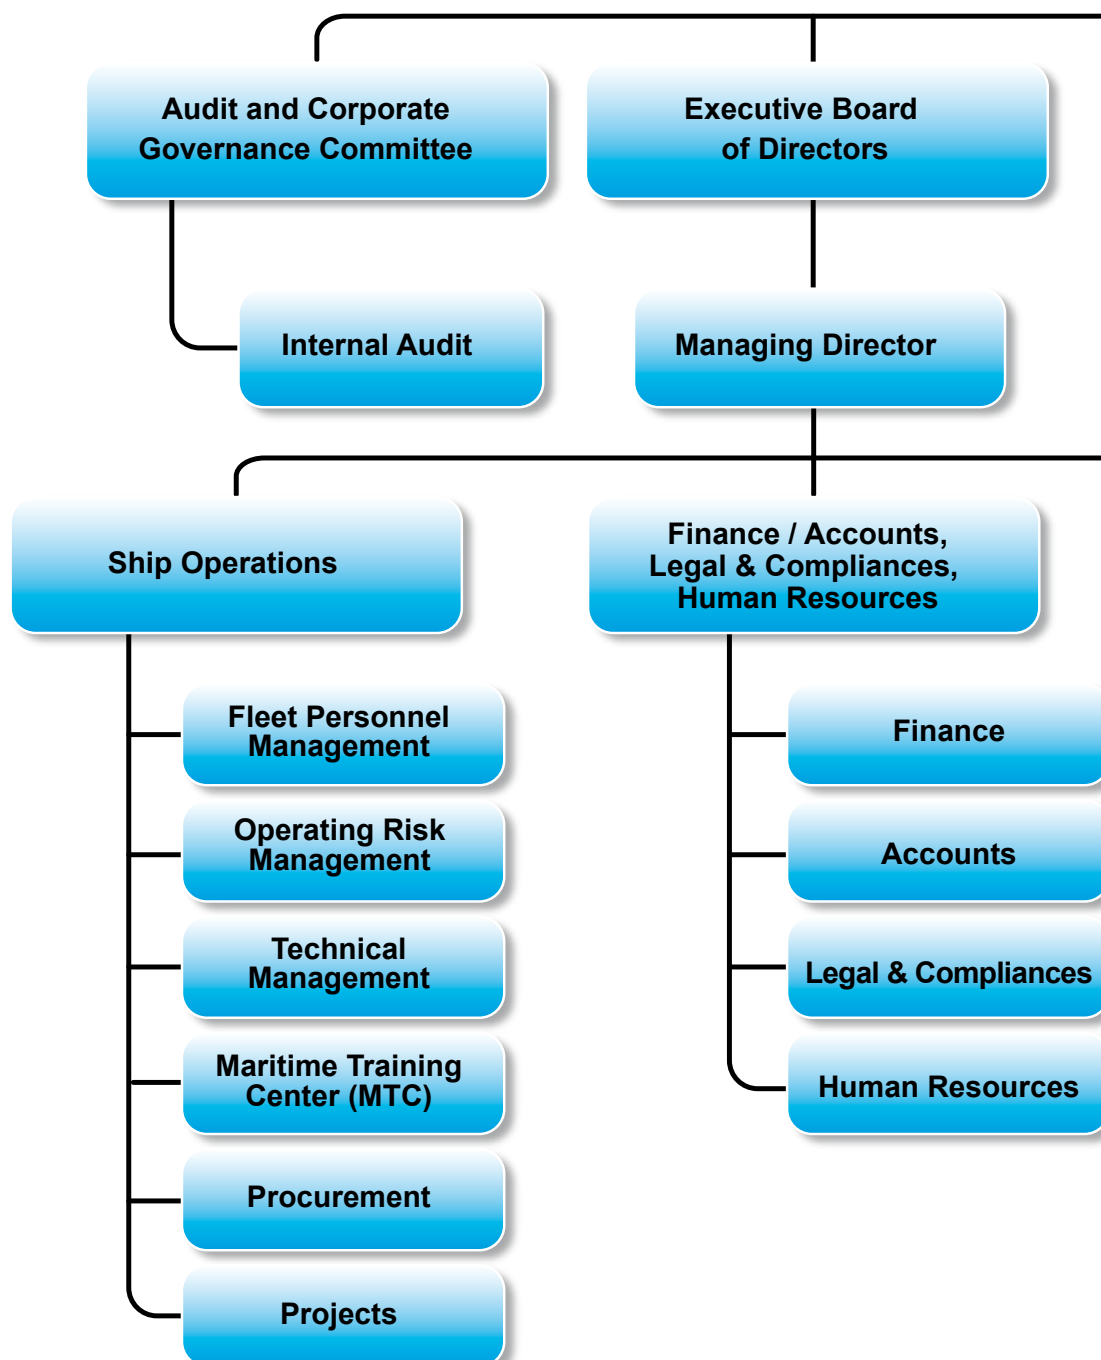 Audit and Corporate
Governance Committee
Executive Board
of Directors
Internal Audit
Managing Director
Ship Operations
Finance / Accounts,
Legal & Compliances,
Human Resources
Fleet Personnel
Management
Operating Risk
Management
Technical
Management
Maritime Training
Center (MTC)
Procurement
Projects
Finance
Accounts
Legal & Compliances
Human Resources